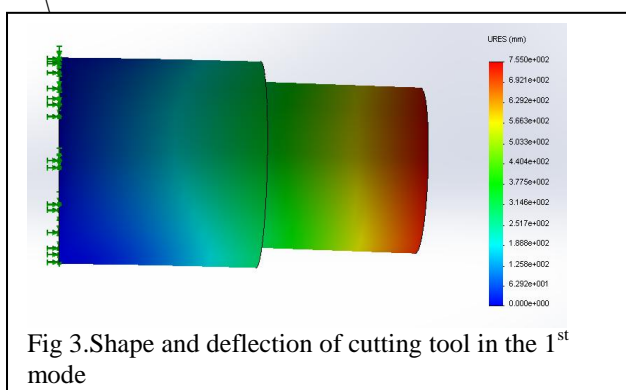 URES (mm)
7.550e+002
6.921e+002
6.292e+002
5.663e+002
5.033e+002
4.404e+002
3.775e+002
3.146e+002
2.517e+002
1.888e+002
1.258e+002
6.292e+001
0.000e+000
Fig 3.Shape and deflection of cutting tool in the 1st
mode